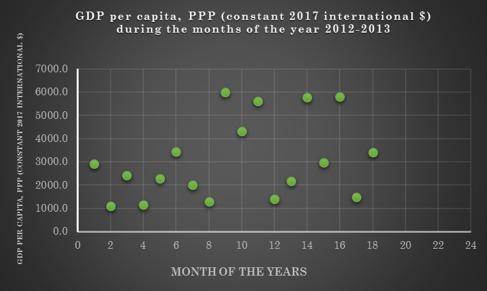 GDP per capita, PPP (constant 2017 international $)
during the months of the year 2012-2013
GDP PER CAPITA, PPP (CONSTANT 2017 INTERNATIONAL $)
7000.0
6000.0
5000.0
4000.0
3000.0
2000.0
1000.0
0.0
0 2 4 6 8 10 12 14 16 18 20 22 24
MONTH OF THE YEARS